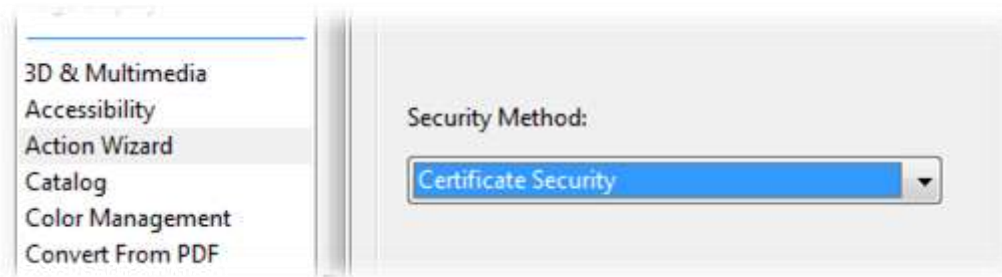 3D & Multimedia
Accessibility
Action Wizard
Catalog
Color Management
Convert From PDF
Security Method:
Certificate Security